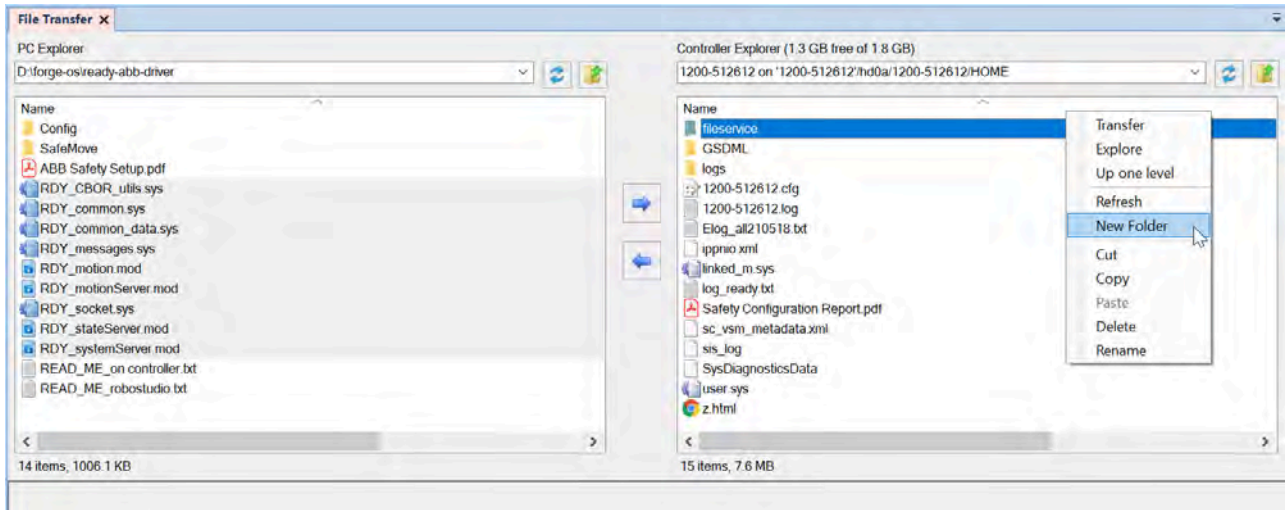 File Transfer X
PC Explorer
D:\forge-os\ready-abb-driver
Name
Config
SafeMove
ABB Safety Setup.pdf
RDY_CBOR_utils.sys
RDY_common.sys
RDY_common_data.sys
RDY_messages.sys
RDY_motion.mod
RDY_motionServer.mod
RDY_socket.sys
RDY_stateServer.mod
RDY_systemServer.mod
READ_ME_on controller.txt
READ_ME_robostudio.txt
14 items, 1006.1 KB
Controller Explorer (1.3 GB free of 1.8 GB)
1200-512612 on '1200-512612'/hd0a/1200-512612/HOME
Name
fileservice
GSDML
logs
1200-512612.cfg
1200-512612.log
Elog_all210518.txt
ippnio.xml
linked_m.sys
log_ready.txt
Safety Configuration Report.pdf
sc_vsm_metadata.xml
sis_log
SysDiagnosticsData
user.sys
z.html
15 items, 7.6 MB
Transfer
Explore
Up one level
Refresh
New Folder
Cut
Copy
Paste
Delete
Rename